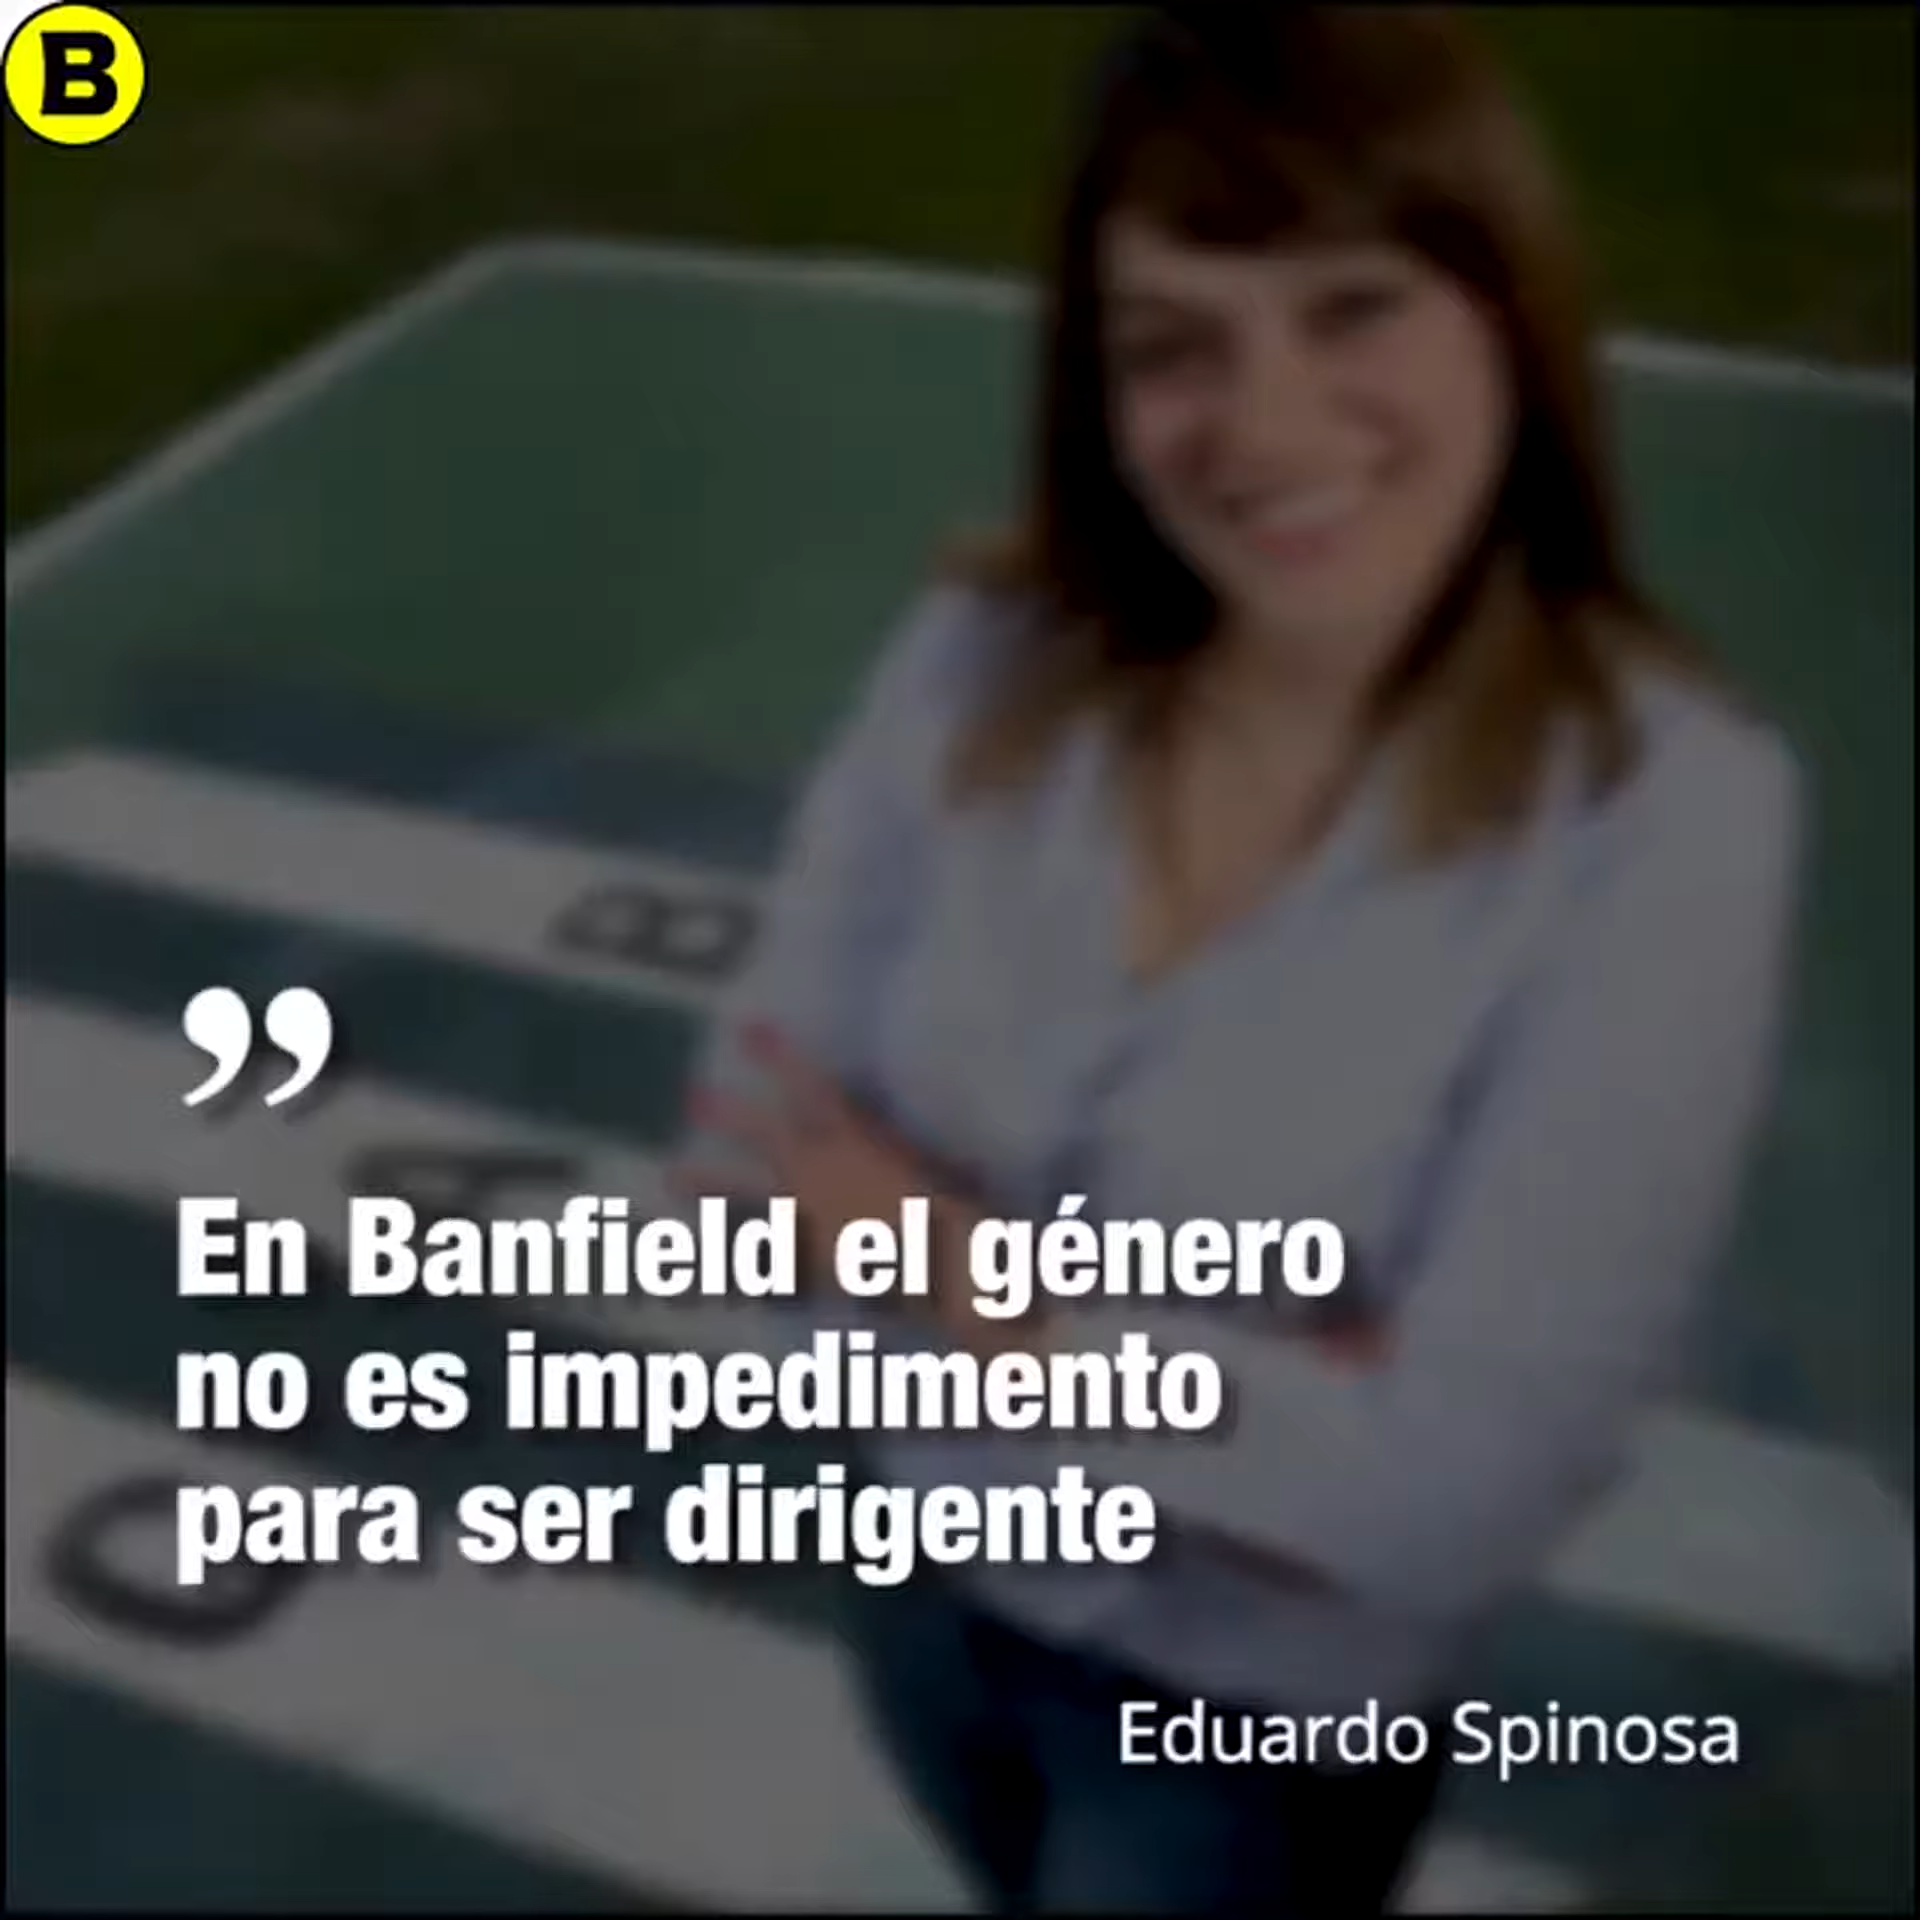 B
”
En Banfield el género
no es impedimento
para ser dirigente
Eduardo Spinosa